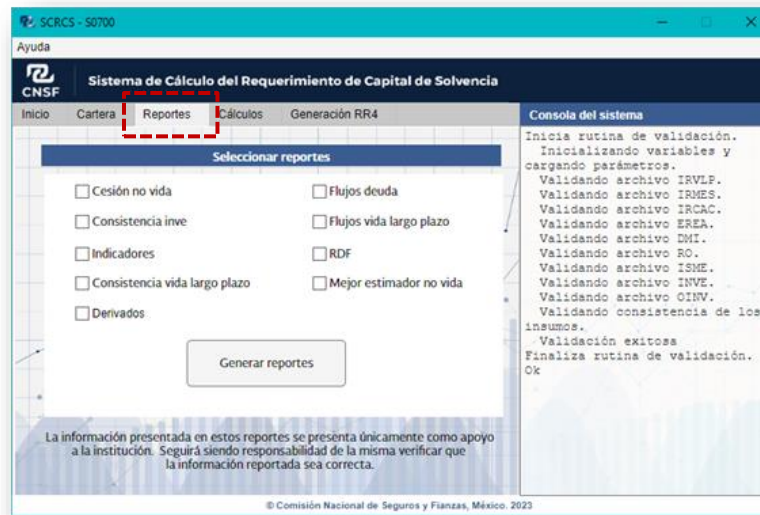 SCRCS - S0700
Ayuda
CNSF
Sistema de Cálculo del Requerimiento de Capital de Solvencia
Inicio Cartera Reportes Cálculos Generación RR4
Seleccionar reportes
Cesión no vida Flujos deuda
Consistencia inve Flujos vida largo plazo
Indicadores RDF
Consistencia vida largo plazo Mejor estimador no vida
Derivados
Generar reportes
La información presentada en estos reportes se presenta únicamente como apoyo
a la institución. Seguirá siendo responsabilidad de la misma verificar que
la información reportada sea correcta.
Consola del sistema
Inicia rutina de validación.
Inicializando variables y
cargando parámetros.
Validando archivo IRVLP.
Validando archivo IRMES.
Validando archivo IRCAC.
Validando archivo EREA.
Validando archivo DMI.
Validando archivo RO.
Validando archivo ISME.
Validando archivo INVE.
Validando archivo OINV.
Validando consistencia de los
insumos.
Validación exitosa
Finaliza rutina de validación.
Ok
© Comisión Nacional de Seguros y Fianzas, México. 2023